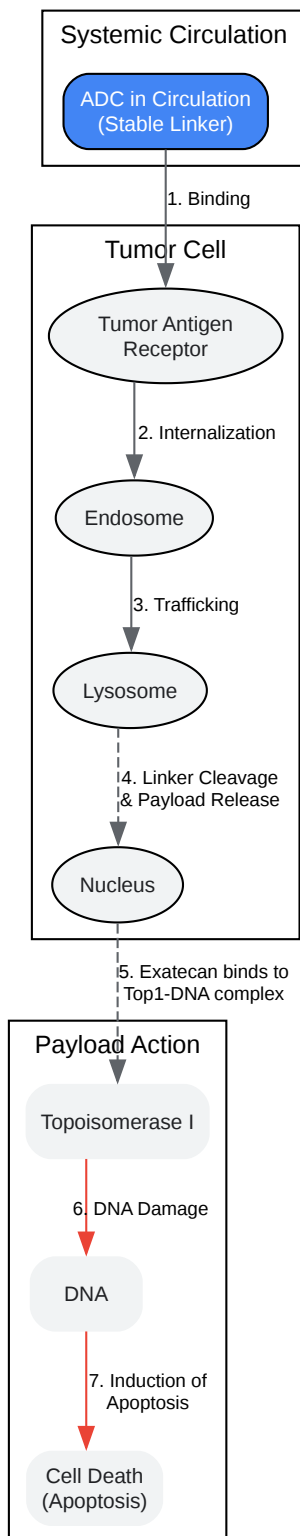 Systemic Circulation
ADC in Circulation
(Stable Linker)
1. Binding
Tumor Cell
Tumor Antigen
Receptor
2. Internalization
Endosome
3. Trafficking
Lysosome
4. Linker Cleavage
& Payload Release
Nucleus
5. Exatecan binds to
Top1-DNA complex
Payload Action
Topoisomerase I
6. DNA Damage
DNA
7. Induction of
Apoptosis
Cell Death
(Apoptosis)